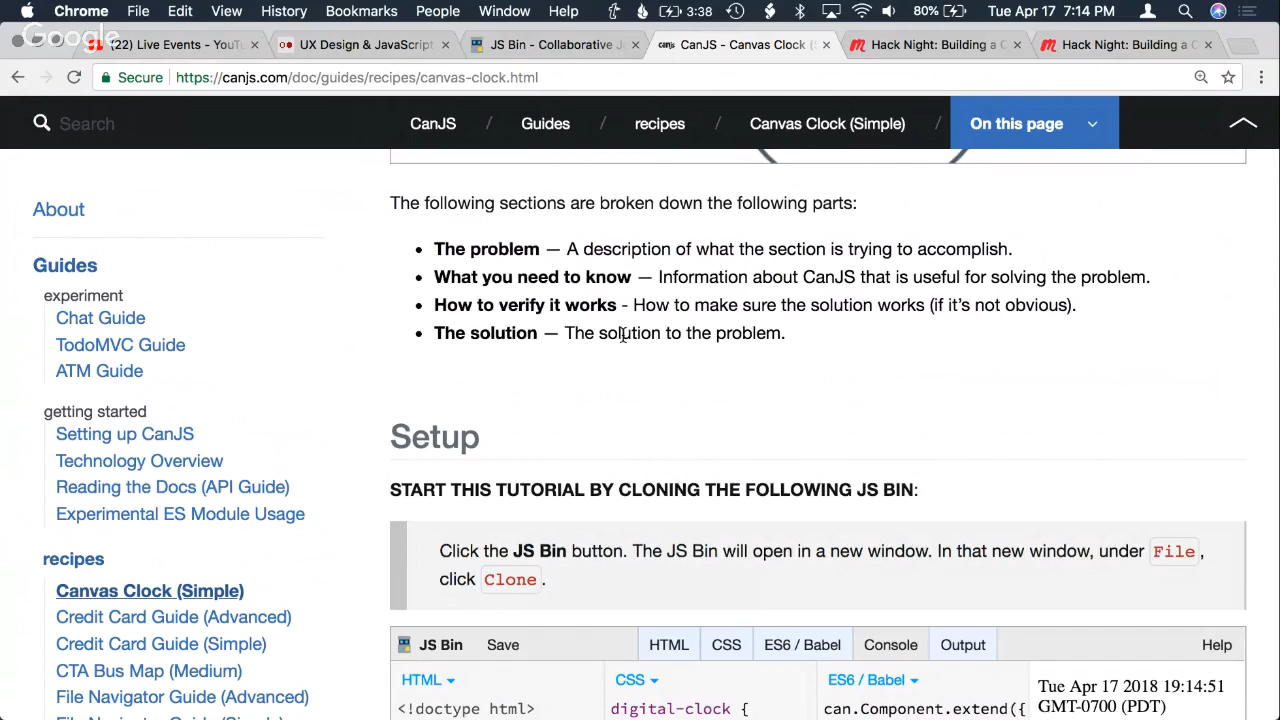 Chrome File Edit View History Bookmarks People Window Help 3:38 80% Tue Apr 17 7:14 PM
Google
(22) Live Events - YouT
UX Design & JavaScript
JS Bin - Collaborative J
CanJS - Canvas Clock (S
Hack Night: Building a C
Hack Night: Building a C
Secure https://canjs.com/doc/guides/recipes/canvas-clock.html
Search
CanJS / Guides / recipes / Canvas Clock (Simple) / On this page
About
Guides
experiment
Chat Guide
TodoMVC Guide
ATM Guide
getting started
Setting up CanJS
Technology Overview
Reading the Docs (API Guide)
Experimental ES Module Usage
recipes
Canvas Clock (Simple)
Credit Card Guide (Advanced)
Credit Card Guide (Simple)
CTA Bus Map (Medium)
File Navigator Guide (Advanced)
The following sections are broken down the following parts:
• The problem — A description of what the section is trying to accomplish.
• What you need to know — Information about CanJS that is useful for solving the problem.
• How to verify it works - How to make sure the solution works (if it's not obvious).
• The solution — The solution to the problem.
Setup
START THIS TUTORIAL BY CLONING THE FOLLOWING JS BIN:
Click the JS Bin button. The JS Bin will open in a new window. In that new window, under File,
click Clone.
JS Bin Save HTML CSS ES6 / Babel Console Output Help
HTML
<!doctype html>
CSS
digital-clock {
ES6 / Babel
can.Component.extend({
Tue Apr 17 2018 19:14:51
GMT-0700 (PDT)